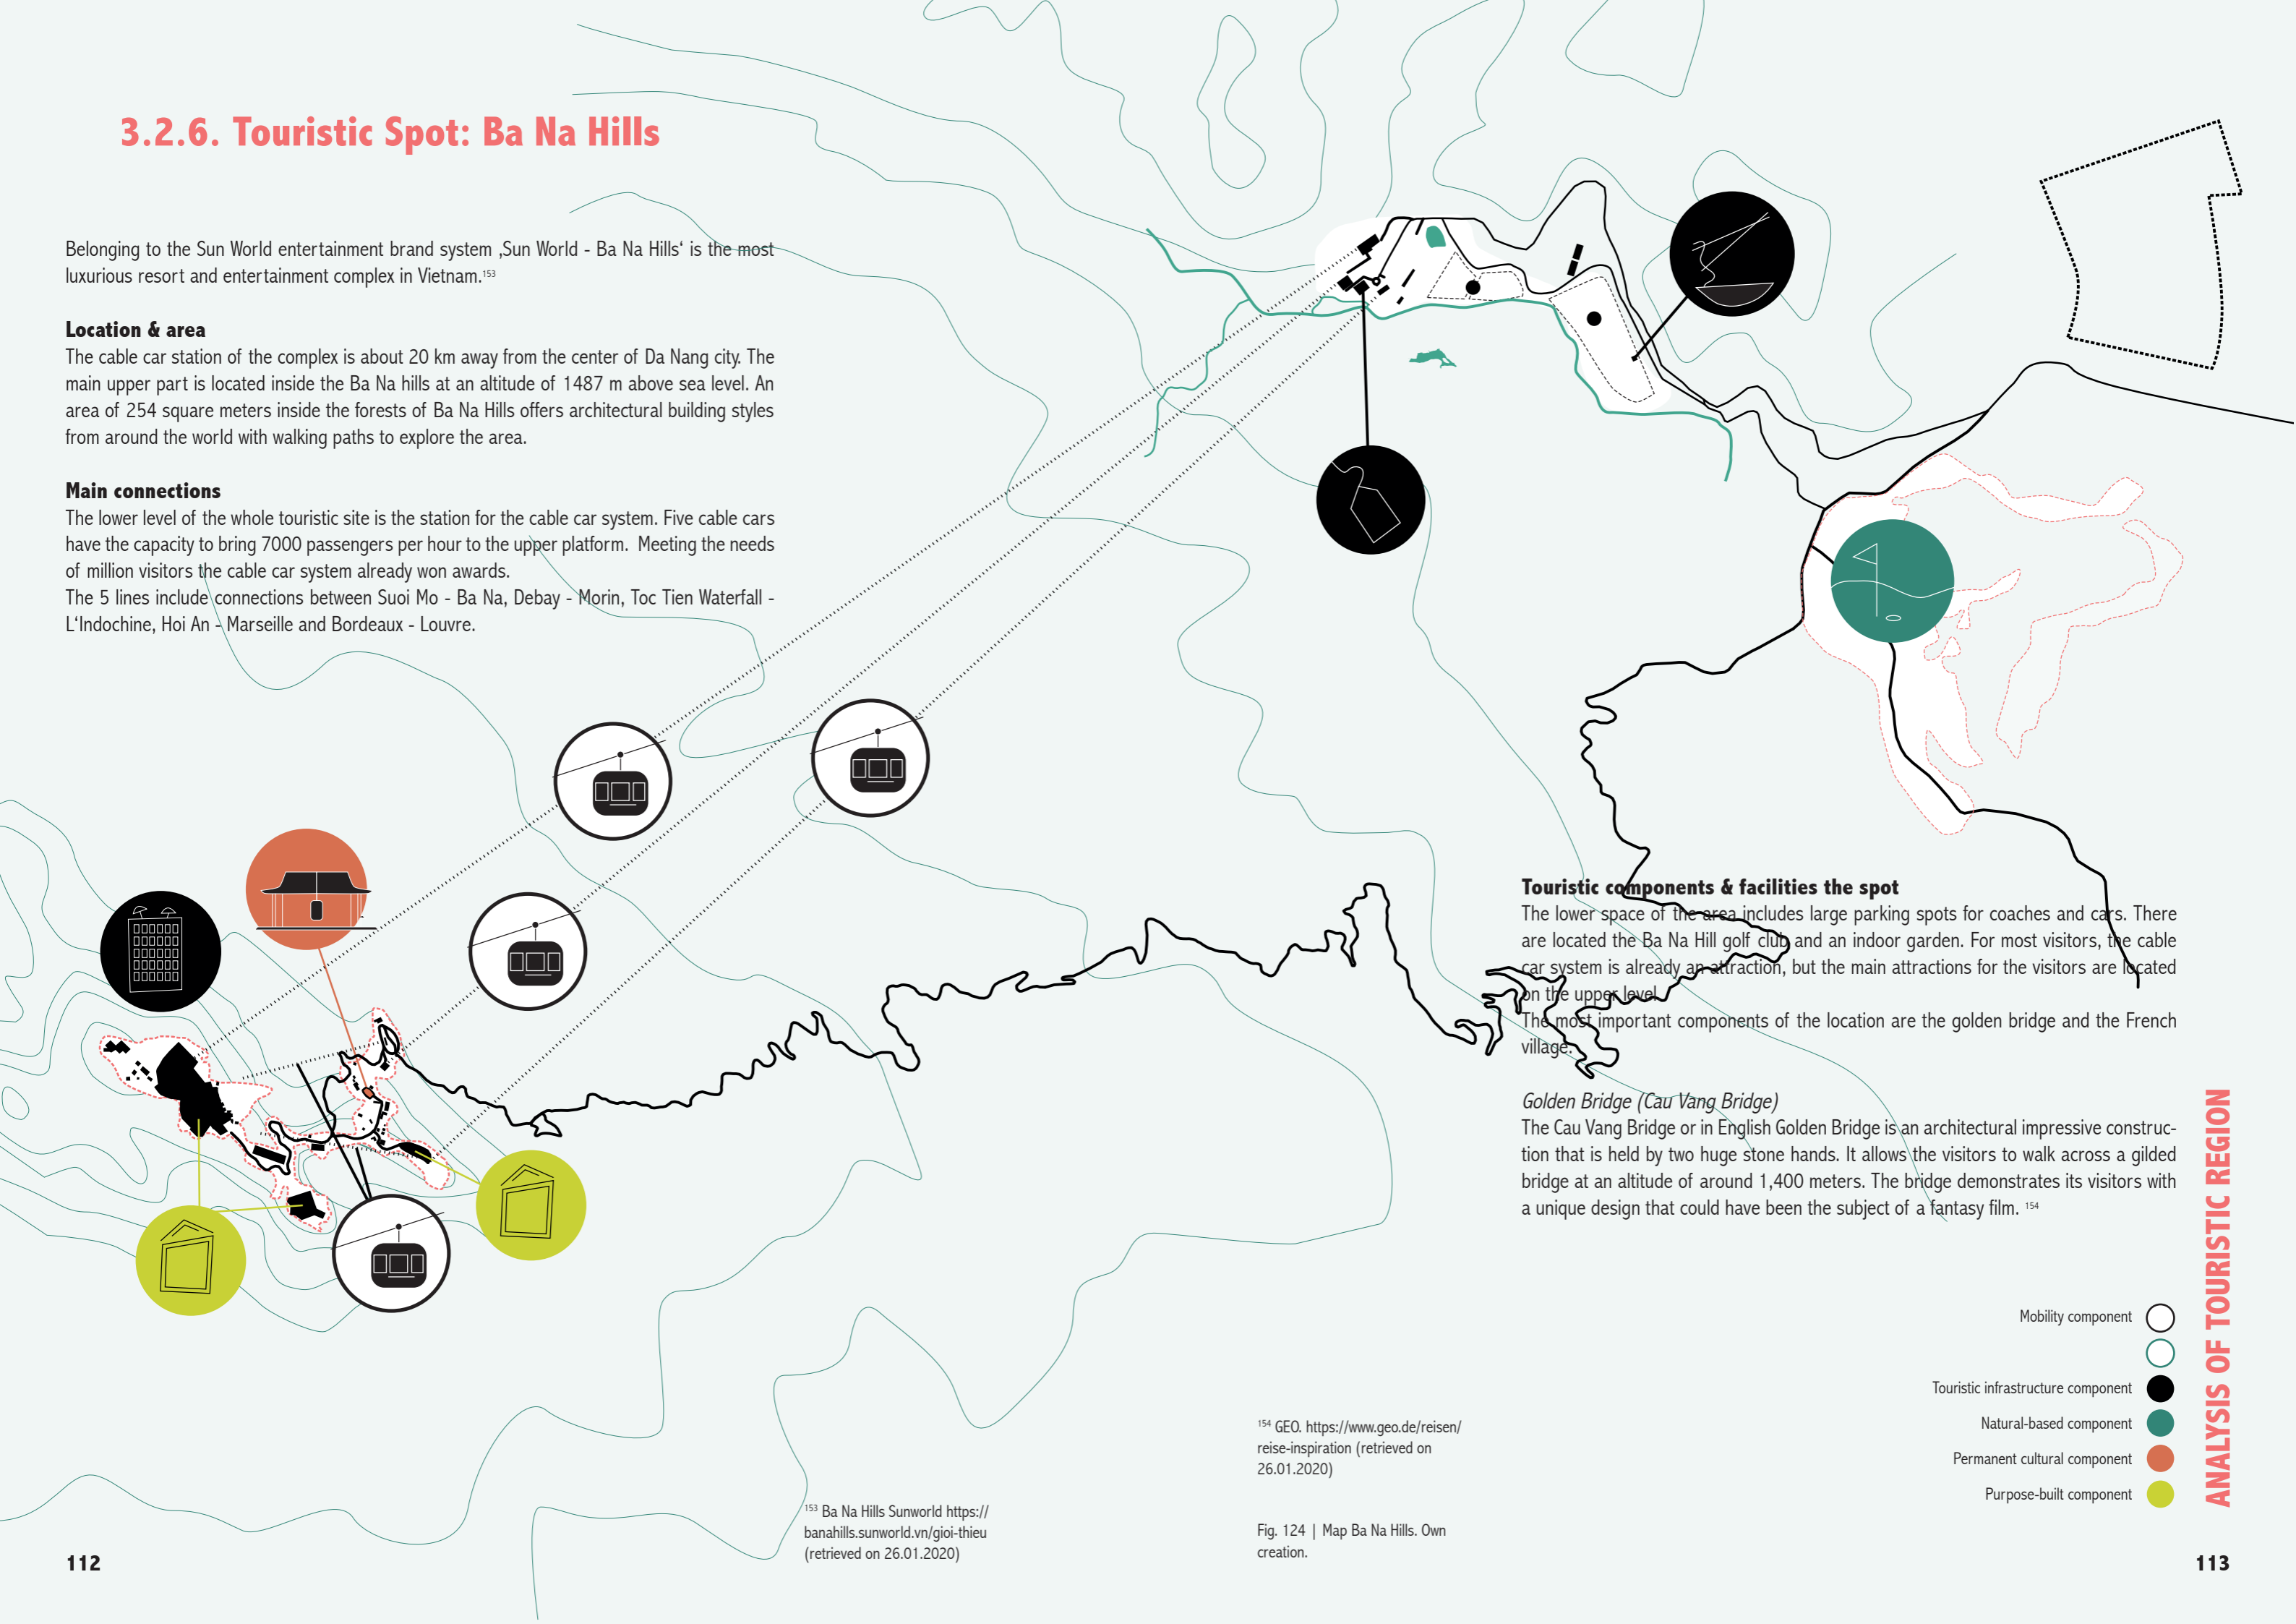 3.2.6. Touristic Spot: Ba Na Hills
Belonging to the Sun World entertainment brand system ‚Sun World - Ba Na Hills‘ is the most
luxurious resort and entertainment complex in Vietnam.153
Location & area
The cable car station of the complex is about 20 km away from the center of Da Nang city. The
main upper part is located inside the Ba Na hills at an altitude of 1487 m above sea level. An
area of 254 square meters inside the forests of Ba Na Hills offers architectural building styles
from around the world with walking paths to explore the area.
Main connections
The lower level of the whole touristic site is the station for the cable car system. Five cable cars
have the capacity to bring 7000 passengers per hour to the upper platform.  Meeting the needs
of million visitors the cable car system already won awards.
The 5 lines include connections between Suoi Mo - Ba Na, Debay - Morin, Toc Tien Waterfall -
L‘Indochine, Hoi An - Marseille and Bordeaux - Louvre.
Touristic components & facilities the spot
The lower space of the area includes large parking spots for coaches and cars. There
are located the Ba Na Hill golf club and an indoor garden. For most visitors, the cable
car system is already an attraction, but the main attractions for the visitors are located
on the upper level.
The most important components of the location are the golden bridge and the French
village.
Golden Bridge (Cau Vang Bridge)
The Cau Vang Bridge or in English Golden Bridge is an architectural impressive construc-
tion that is held by two huge stone hands. It allows the visitors to walk across a gilded
bridge at an altitude of around 1,400 meters. The bridge demonstrates its visitors with
a unique design that could have been the subject of a fantasy film. 154
Mobility component
Touristic infrastructure component
Natural-based component
Permanent cultural component
Purpose-built component
ANALYSIS OF TOURISTIC REGION
153 Ba Na Hills Sunworld https://
banahills.sunworld.vn/gioi-thieu
(retrieved on 26.01.2020)
154 GEO. https://www.geo.de/reisen/
reise-inspiration (retrieved on
26.01.2020)
Fig. 124 | Map Ba Na Hills. Own
creation.
112
113